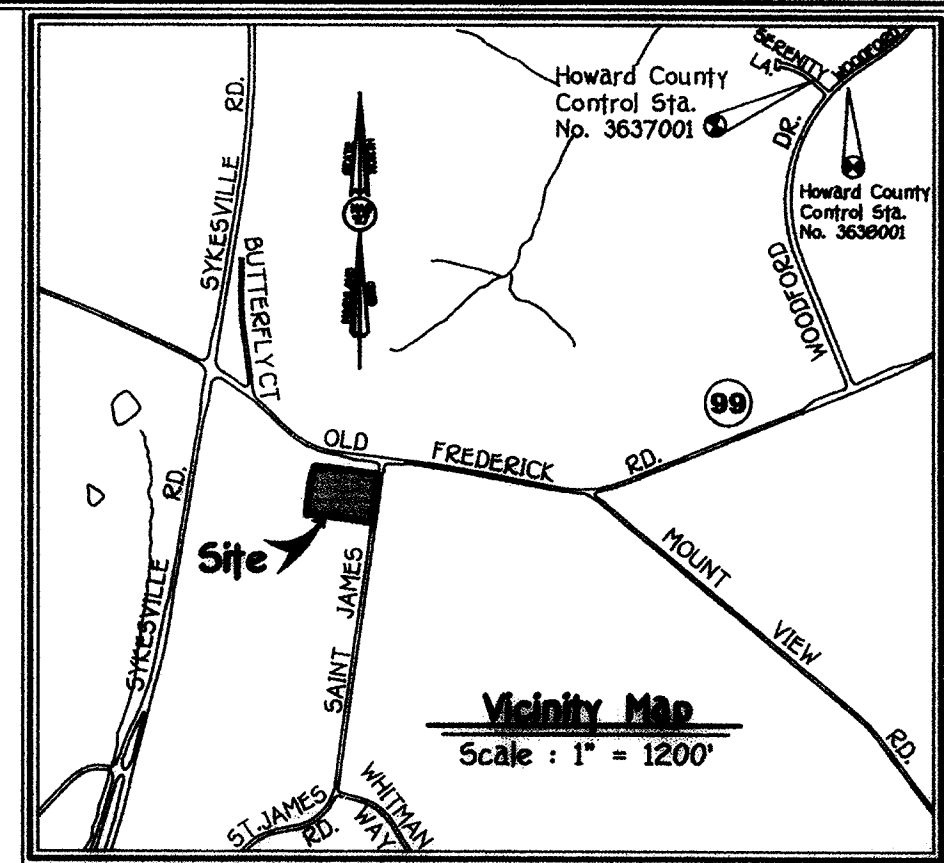 SERENITY
LA.
WOODFORD
Howard County
Control Sta.
No. 3637001
DR.
Howard County
Control Sta.
No. 3638001
WOODFORD
SYKESVILLE RD.
BUTTERFLY CT
99
OLD FREDERICK RD.
Site
SYKESVILLE RD.
SAINT JAMES
MOUNT VIEW RD.
Vicinity Map
Scale : 1" = 1200'
ST. JAMES
RD.
WHITMAN
WAY